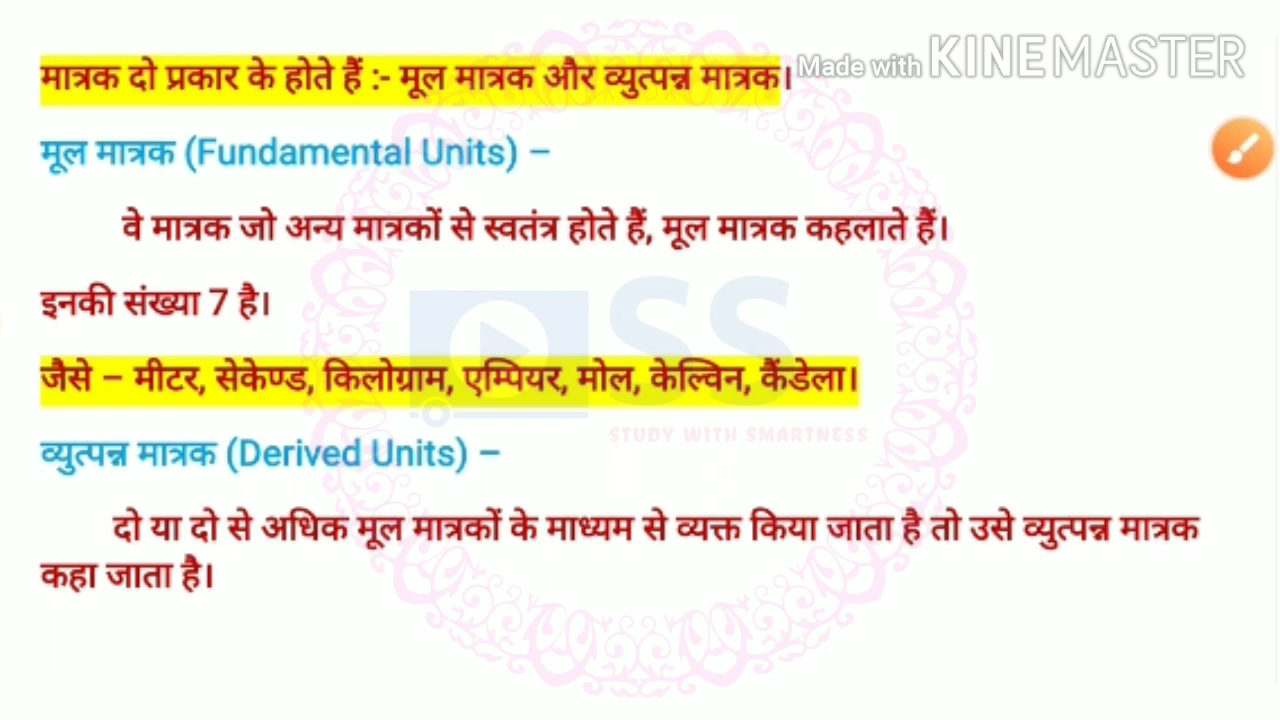 मात्रक दो प्रकार के होते हैं :- मूल मात्रक और व्युत्पन्न मात्रक।
Made with KINEMASTER
मूल मात्रक (Fundamental Units) –
वे मात्रक जो अन्य मात्रकों से स्वतंत्र होते हैं, मूल मात्रक कहलाते हैं।
इनकी संख्या 7 है।
SS
जैसे – मीटर, सेकेण्ड, किलोग्राम, एम्पियर, मोल, केल्विन, कैंडेला।
STUDY WITH SMARTNESS
व्युत्पन्न मात्रक (Derived Units) –
दो या दो से अधिक मूल मात्रकों के माध्यम से व्यक्त किया जाता है तो उसे व्युत्पन्न मात्रक
कहा जाता है।